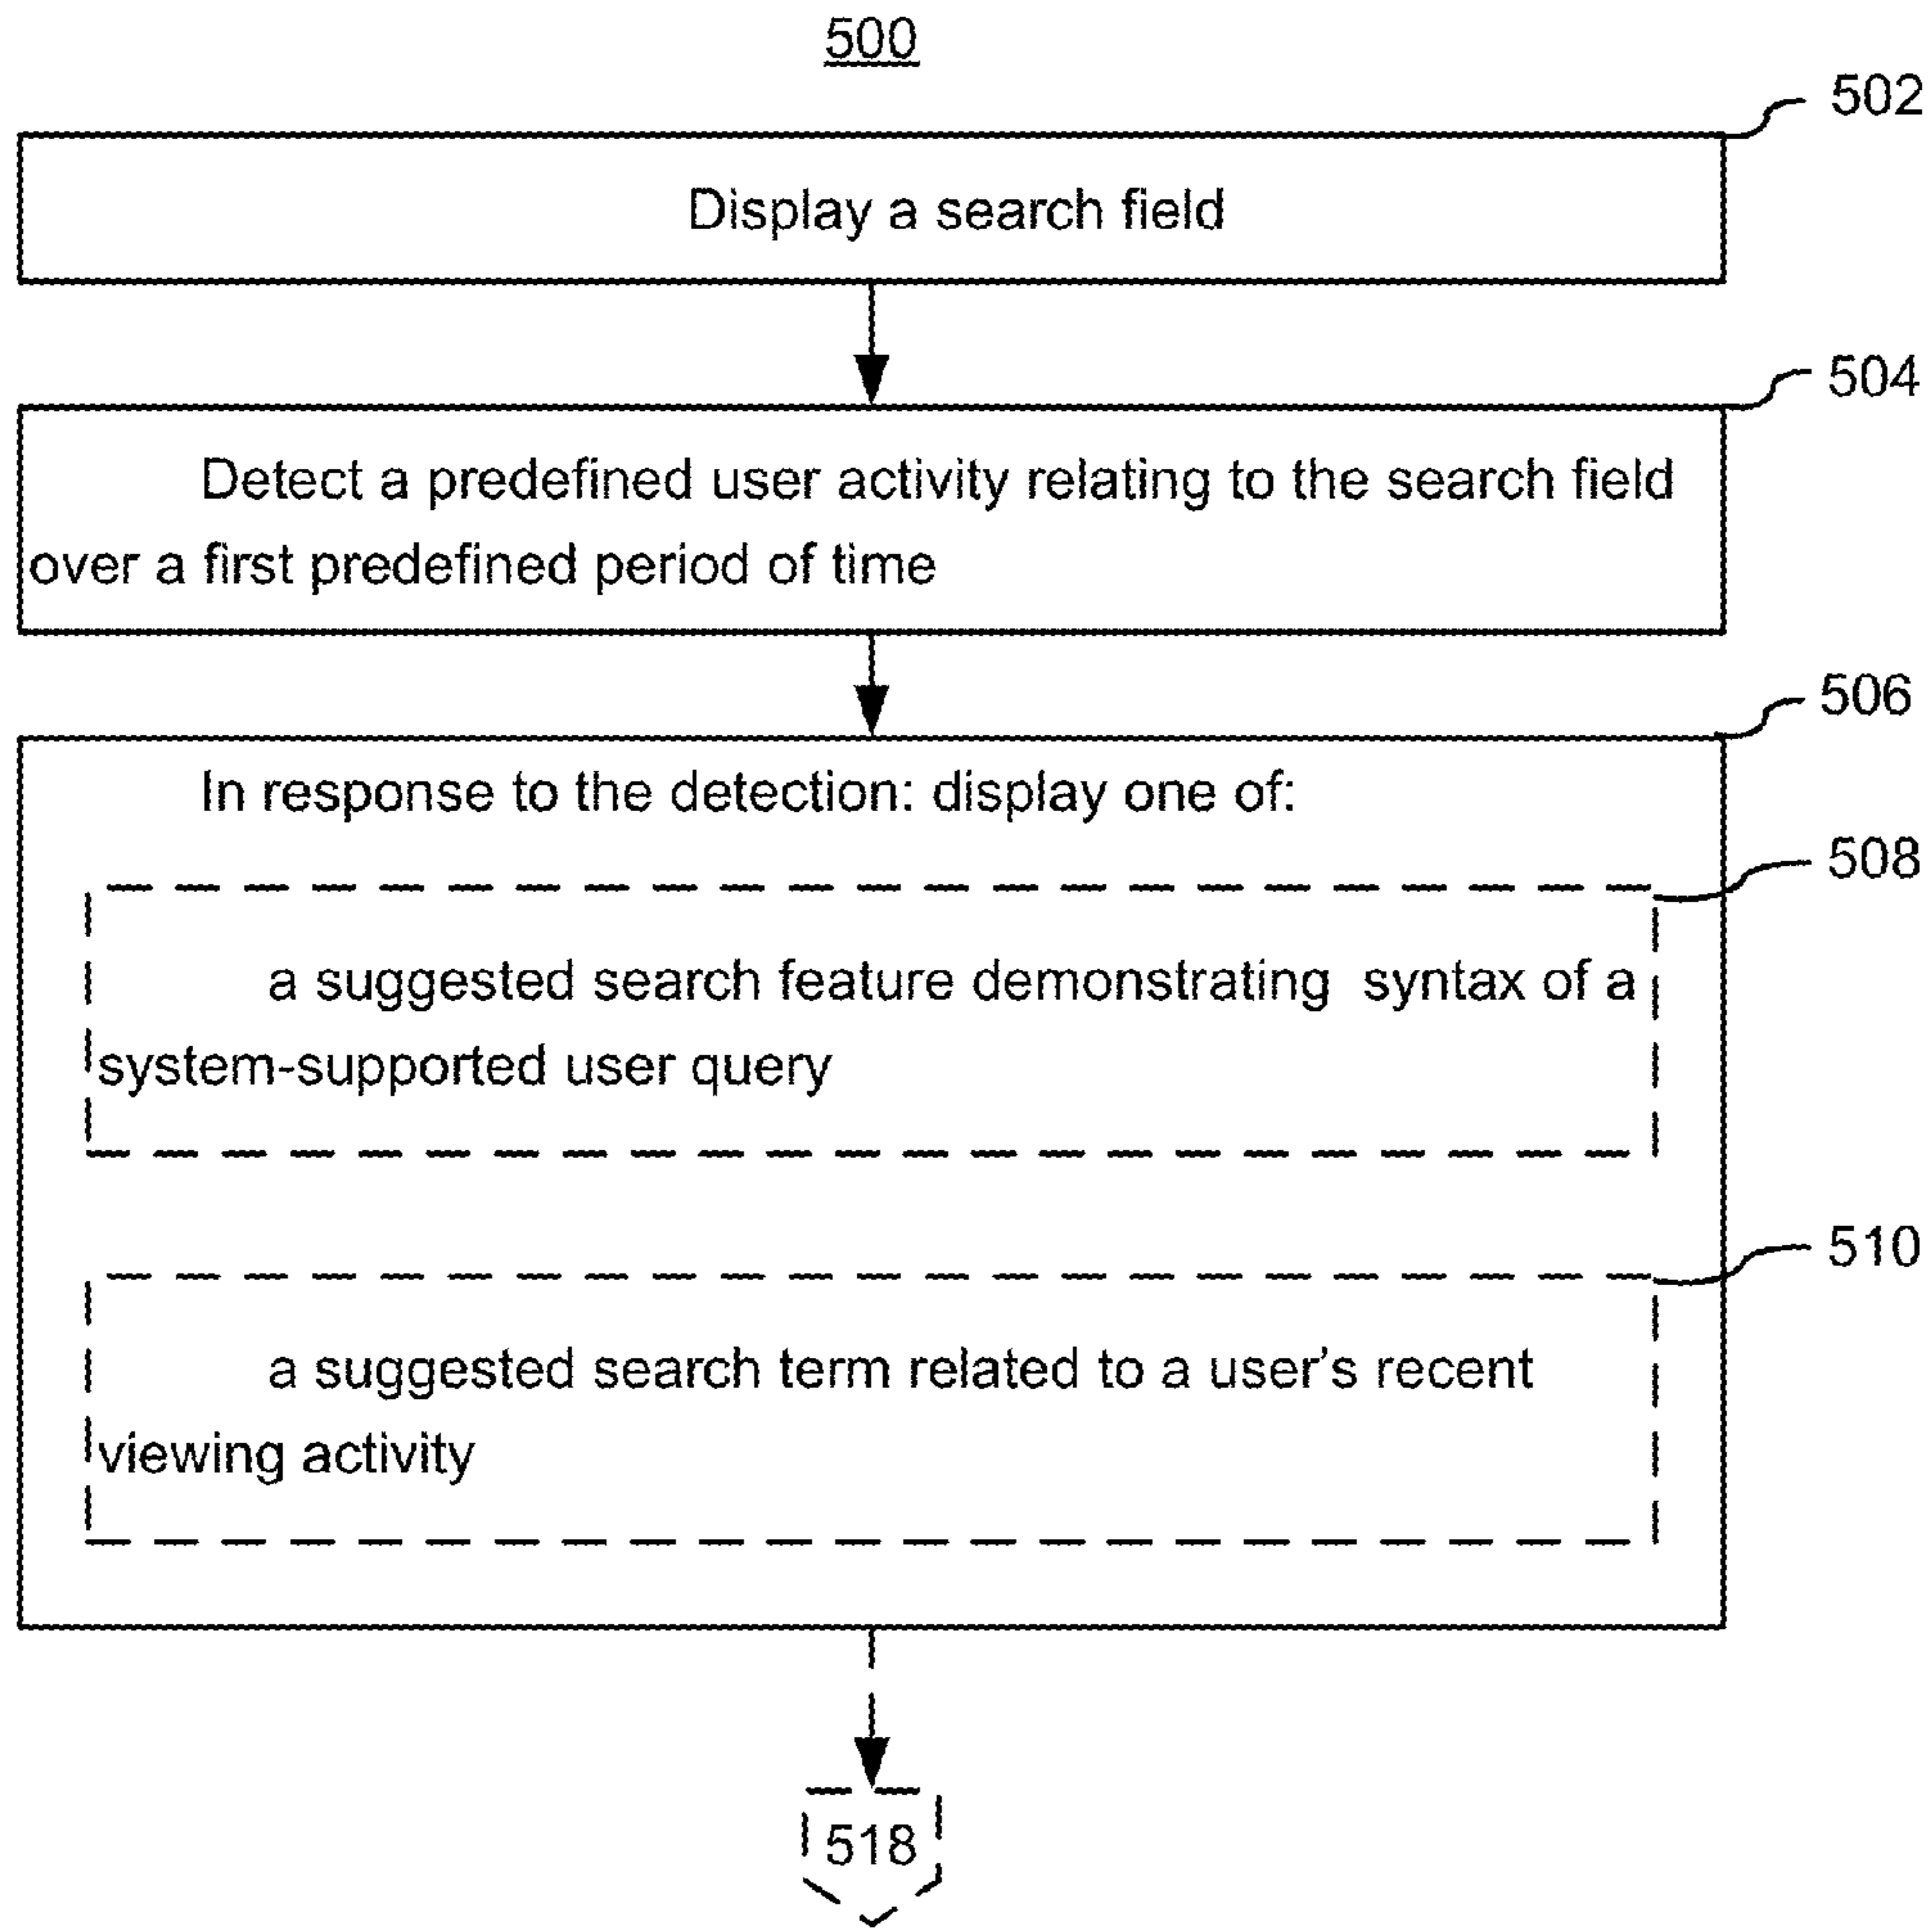 500
502
Display a search field
504
Detect a predefined user activity relating to the search field
over a first predefined period of time
506
In response to the detection: display one of:
508
a suggested search feature demonstrating syntax of a
system-supported user query
510
a suggested search term related to a user's recent
viewing activity
518